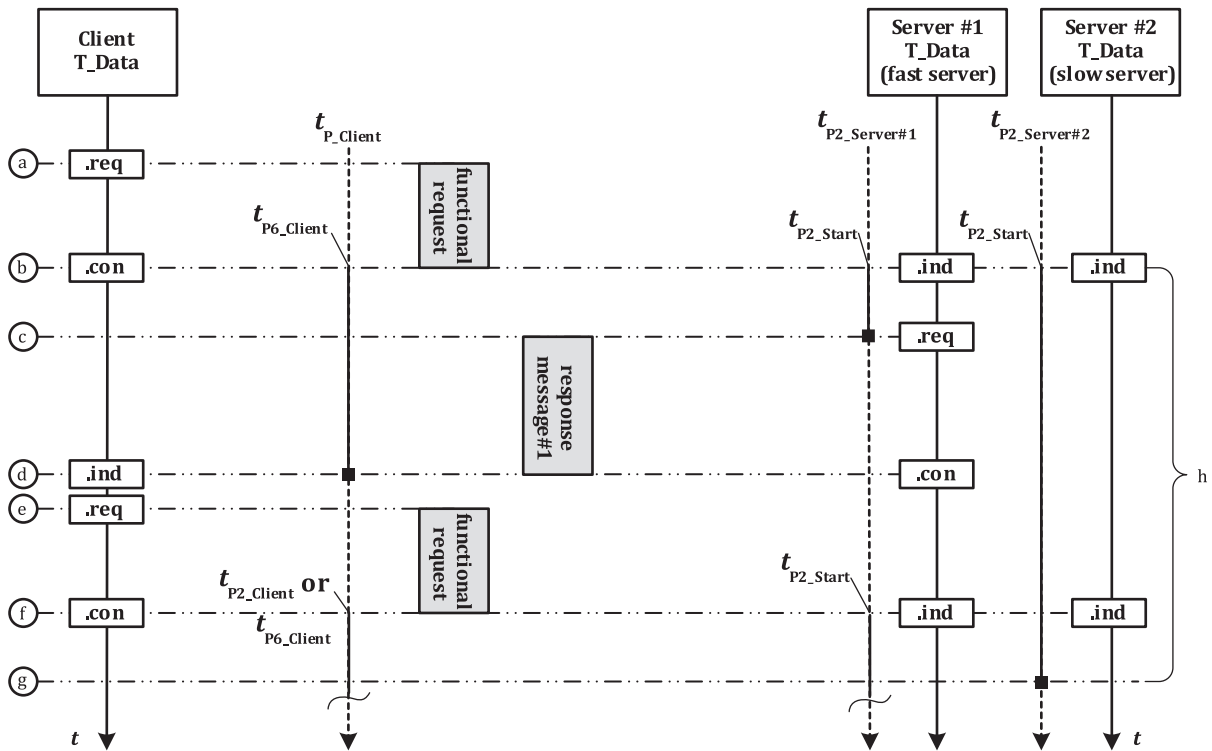 Client
T_Data
Server #1
T_Data
(fast server)
Server #2
T_Data
(slow server)
t P_Client
t P2_Server#1
t P2_Server#2
a
.req
functional
request
t P6_Client
t P2_Start
t P2_Start
b
.con
.ind
.ind
c
.req
response
message#1
d
.ind
.con
h
e
.req
functional
request
t P2_Client or
t P6_Client
t P2_Start
f
.con
.ind
.ind
g
t
t